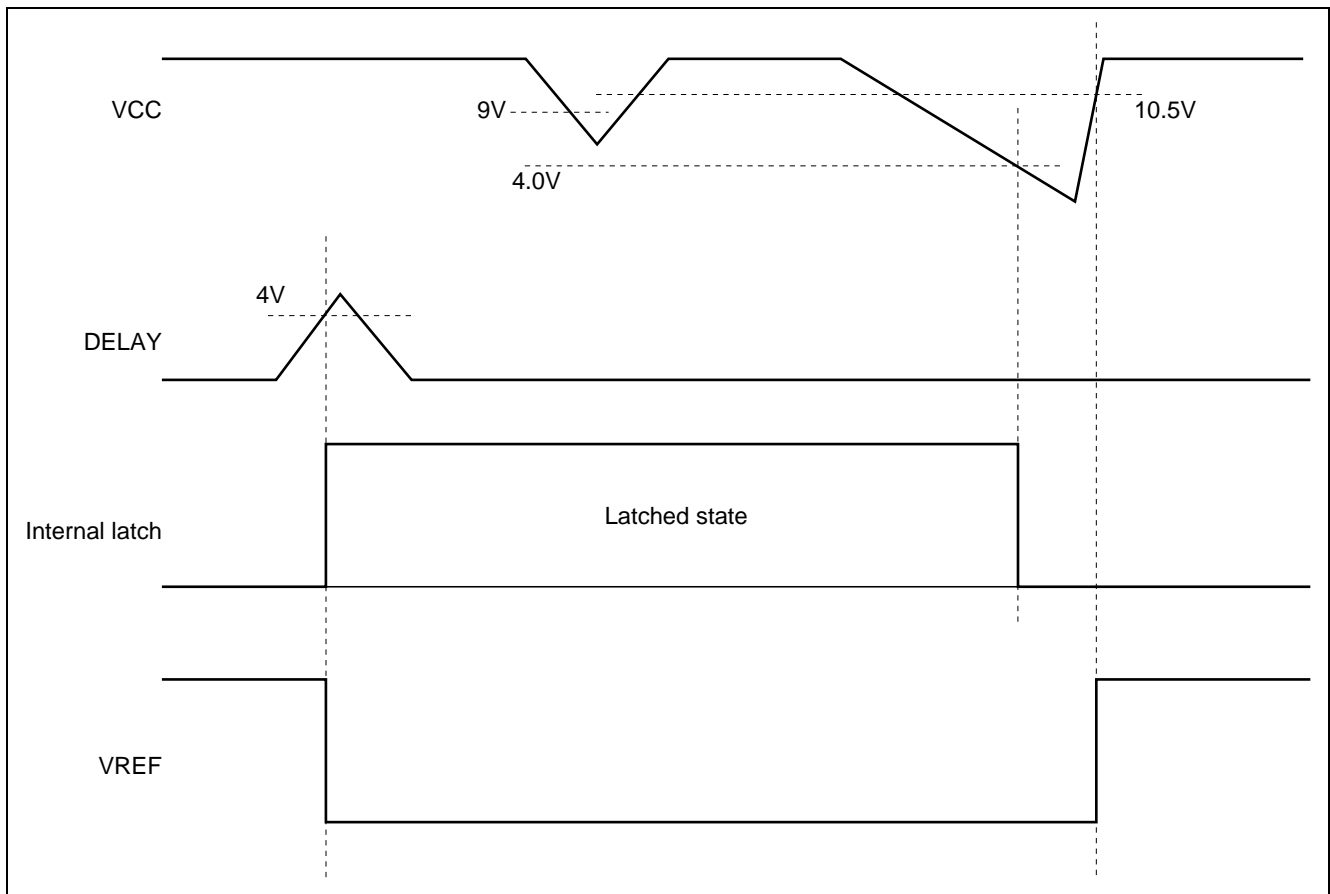 VCC
9V
10.5V
4.0V
4V
DELAY
Latched state
Internal latch
VREF